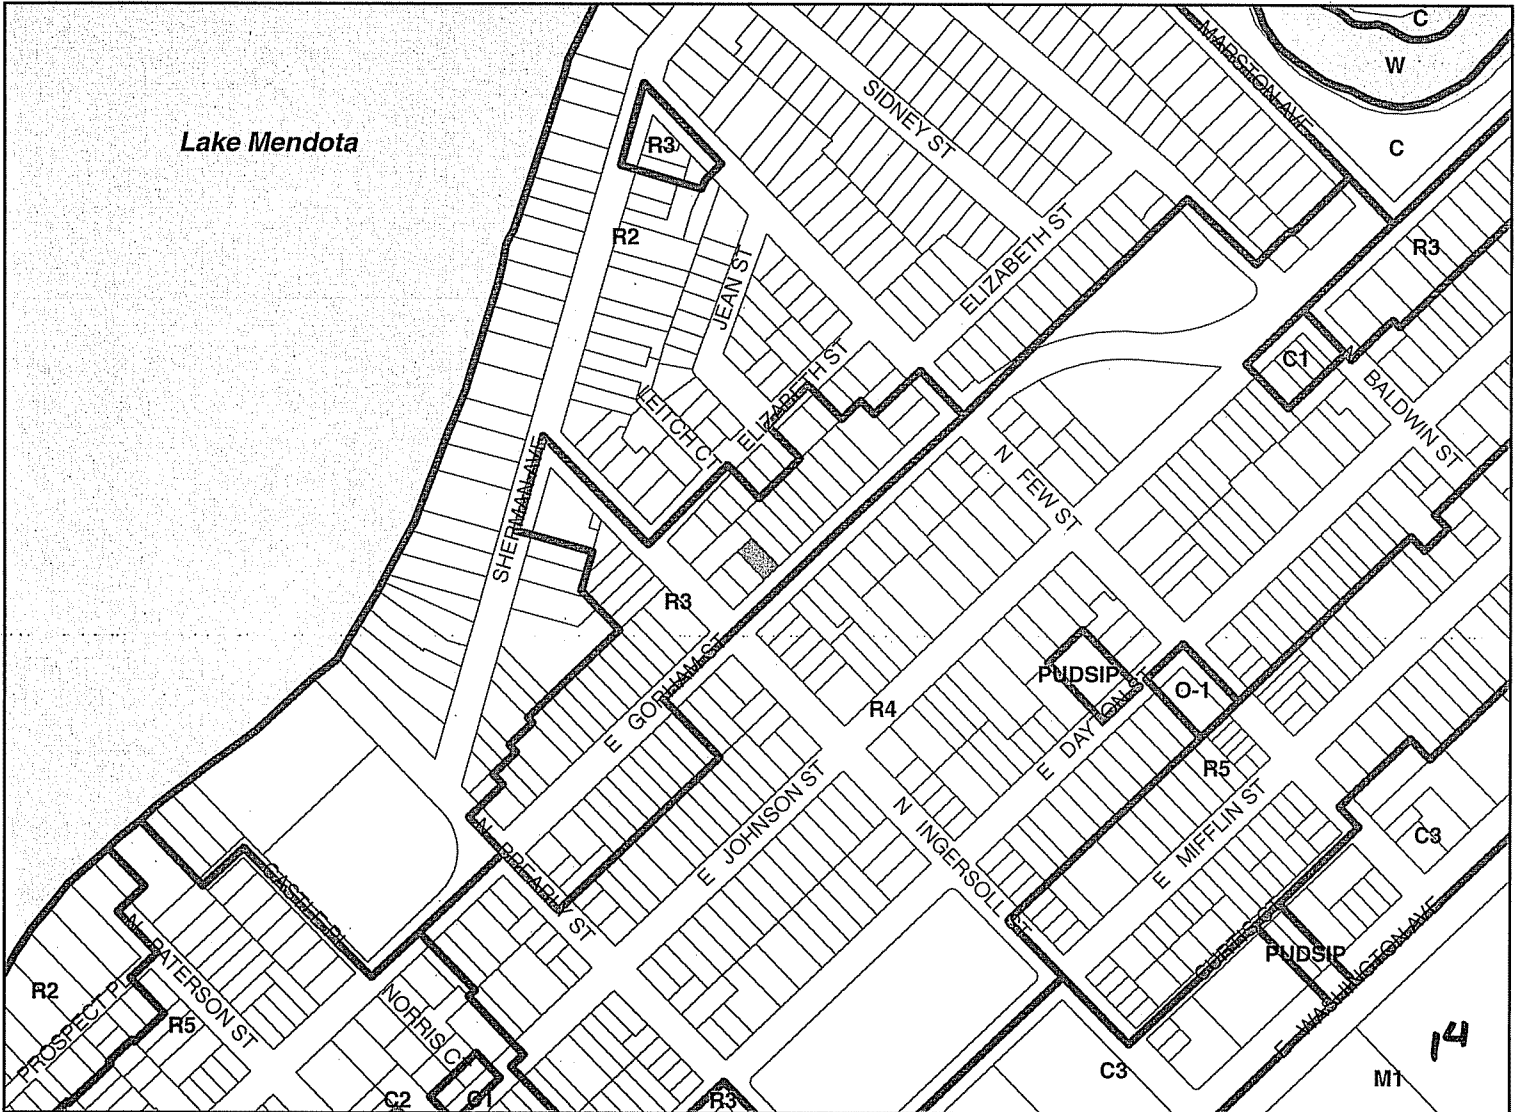 C
MARSTON AVE
W
SIDNEY ST
Lake Mendota
R3
C
ELIZABETH ST
R2
R3
JEAN ST
C1
ELIZABETH ST
N BALDWIN ST
LEITCH CT
N FEW ST
SHERMAN AVE
R3
E GORHAM ST
PUDSIP
O-1
R4
E DAYTON ST
R5
E JOHNSON ST
N INGERSOLL ST
E MIFFLIN ST
C3
N BREARLY ST
CASTLE PL
N PATERSON ST
CURTIS CT
PUDSIP
E WASHINGTON AVE
R2
PROSPECT PL
R5
NORRIS CT
14
C3
M1
C2
C1
R3